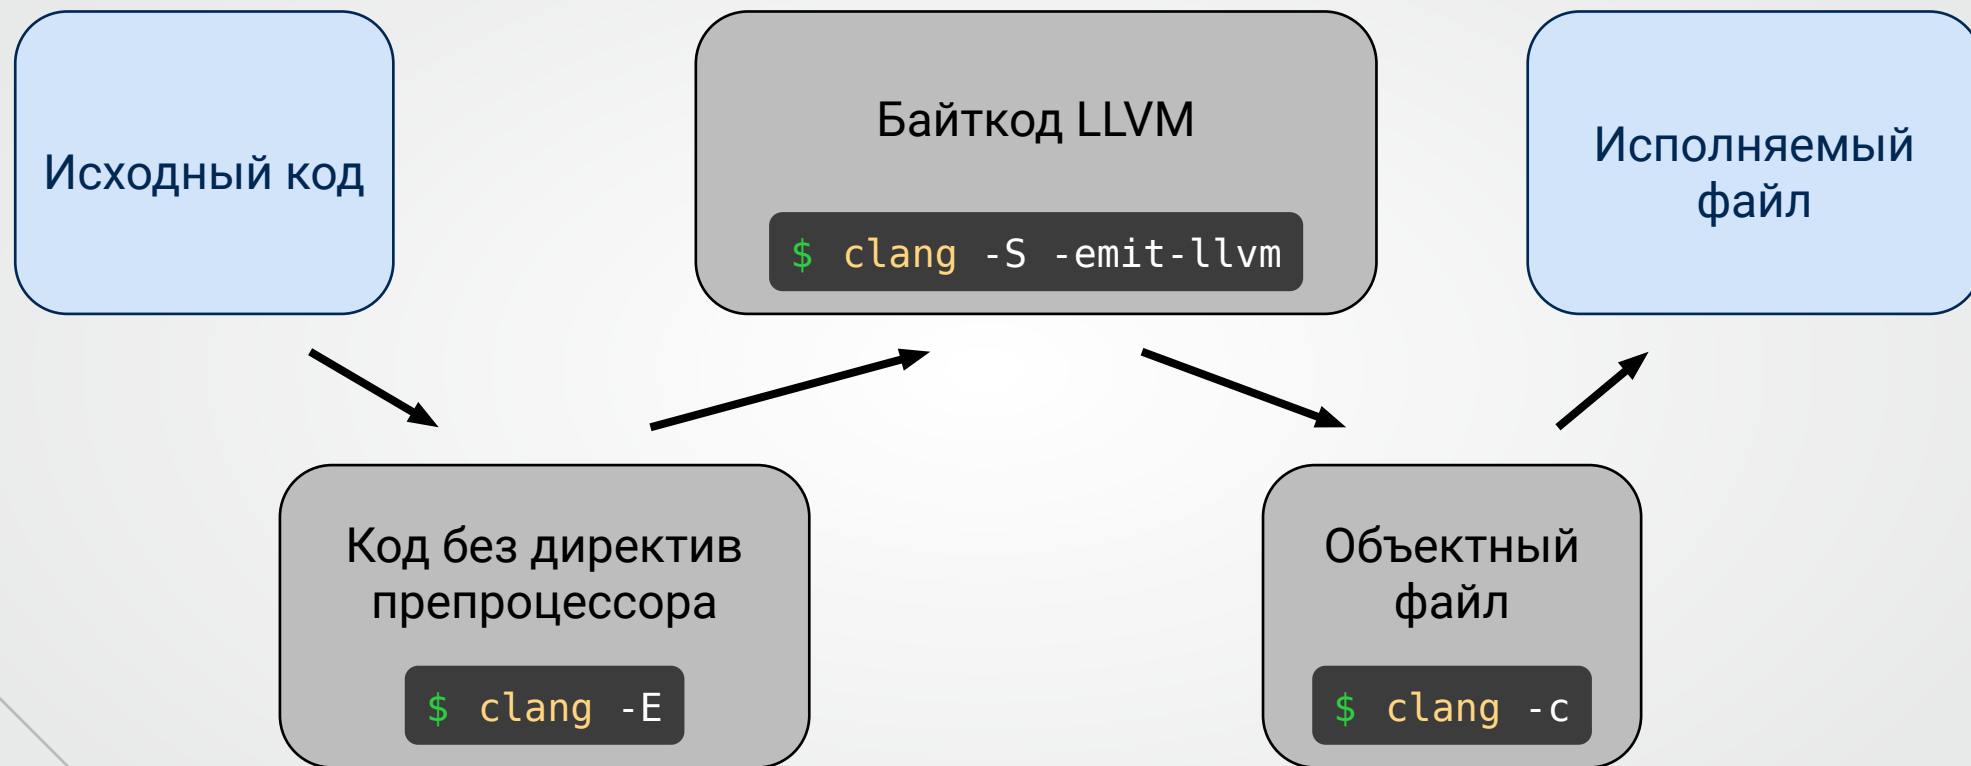 Исходный код
Код без директив
препроцессора
$ clang -E
Байткод LLVM
$ clang -S -emit-llvm
Объектный
файл
$ clang -c
Исполняемый
файл